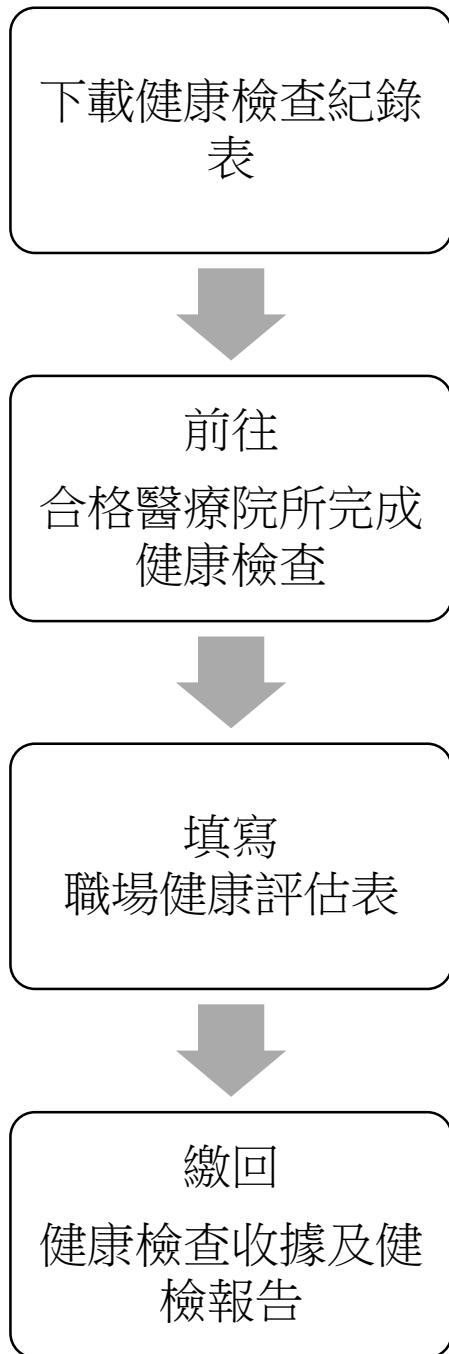 下載健康檢查紀錄
表
前往
合格醫療院所完成
健康檢查
填寫
職場健康評估表
繳回
健康檢查收據及健
檢報告